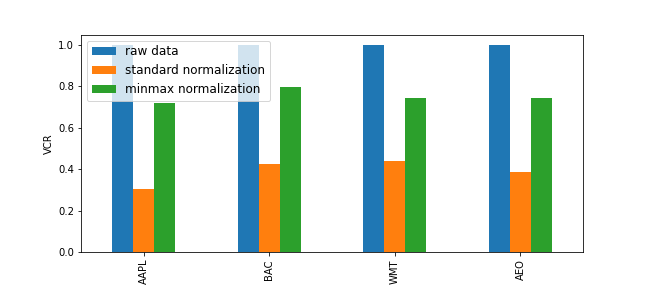 1.0
0.8
0.6
0.4
0.2
0.0
VCR
raw data
standard normalization
minmax normalization
AAPL
BAC
WMT
AEO